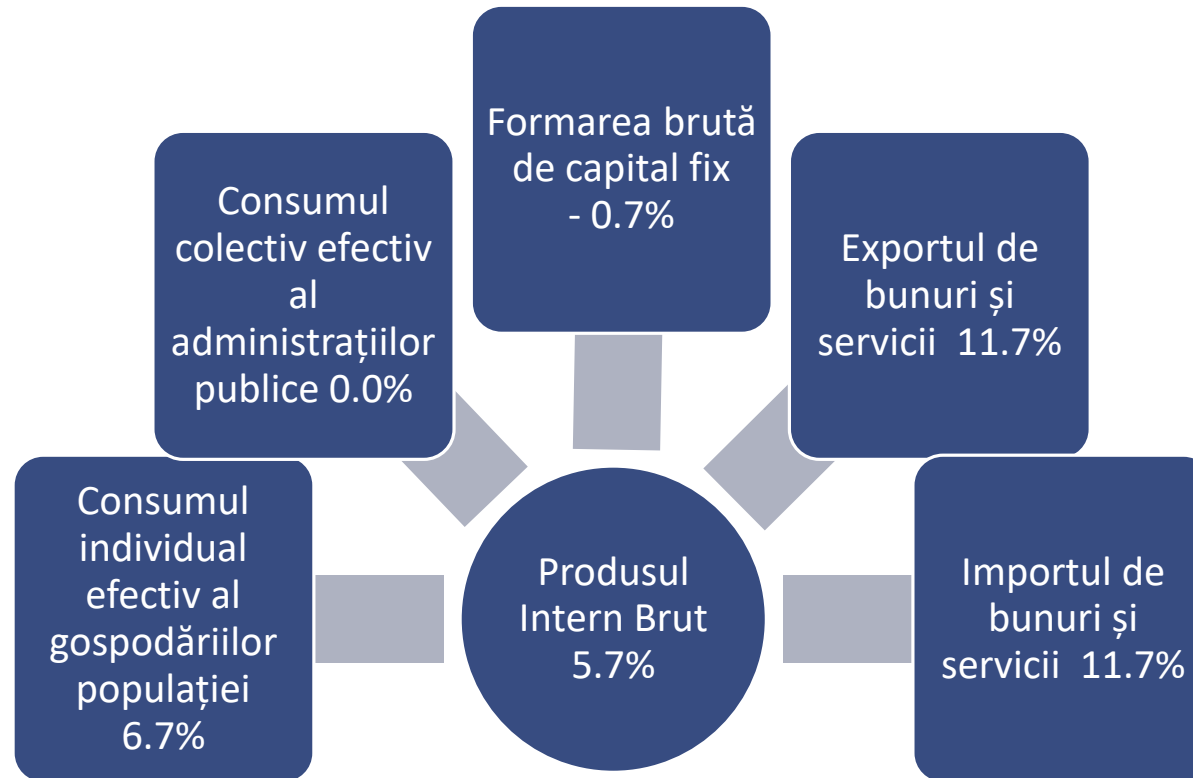 Formarea brută
de capital fix
- 0.7%
Consumul
colectiv efectiv
al
administrațiilor
publice 0.0%
Exportul de
bunuri și
servicii 11.7%
Consumul
individual
efectiv al
gospodăriilor
populației
6.7%
Produsul
Intern Brut
5.7%
Importul de
bunuri și
servicii 11.7%